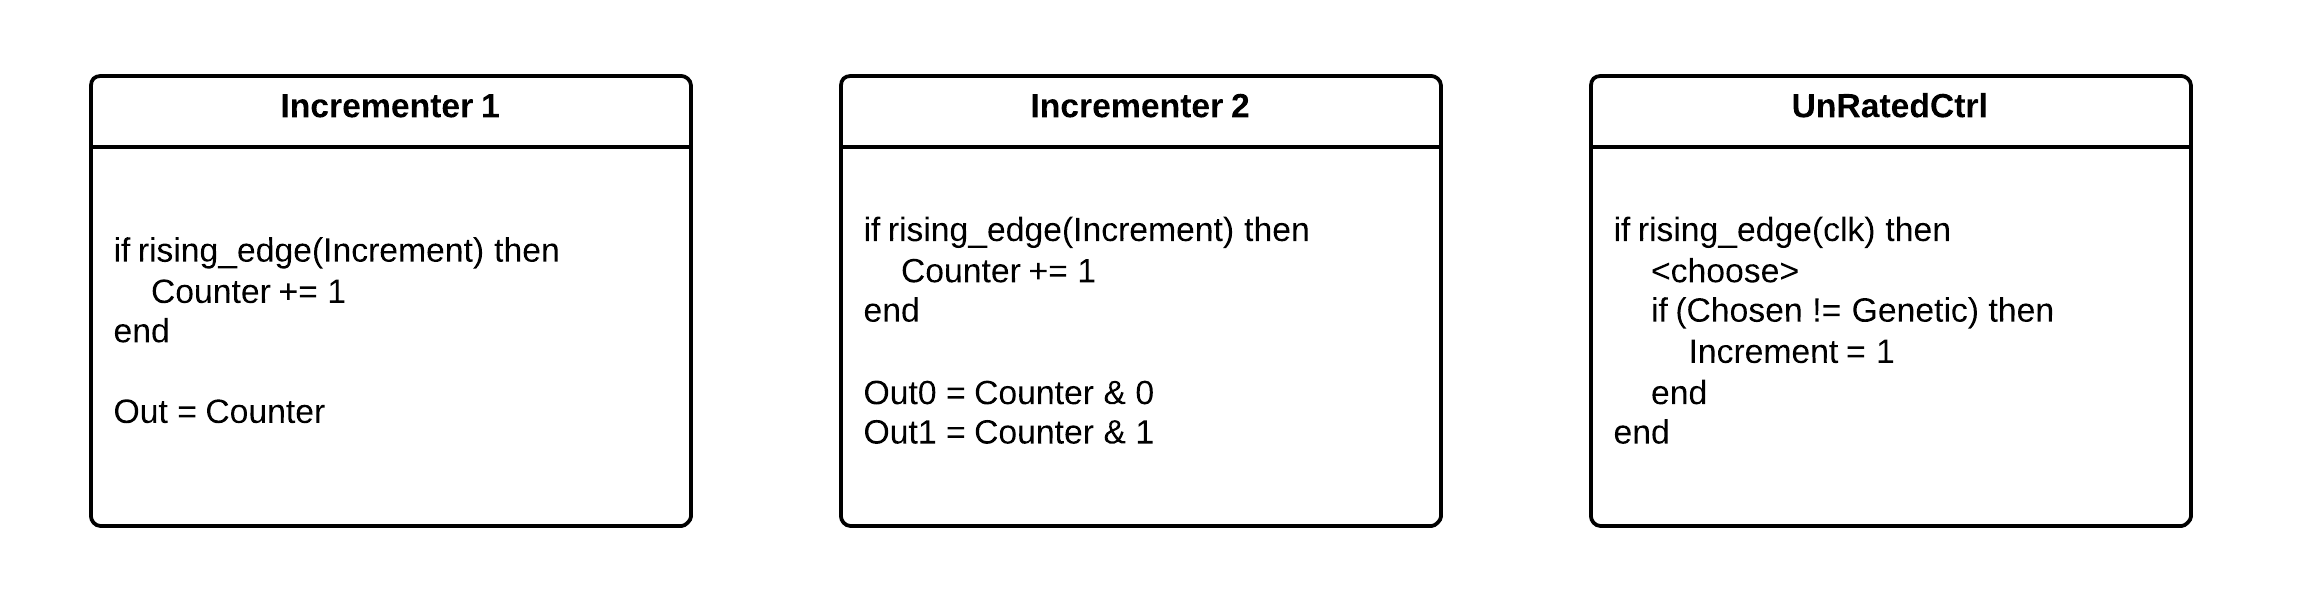 Incrementer 1
if rising_edge(Increment) then
Counter += 1
end
Out = Counter
Incrementer 2
if rising_edge(Increment) then
Counter += 1
end
Out0 = Counter & 0
Out1 = Counter & 1
UnRatedCtrl
if rising_edge(clk) then
<choose>
if (Chosen != Genetic) then
Increment = 1
end
end